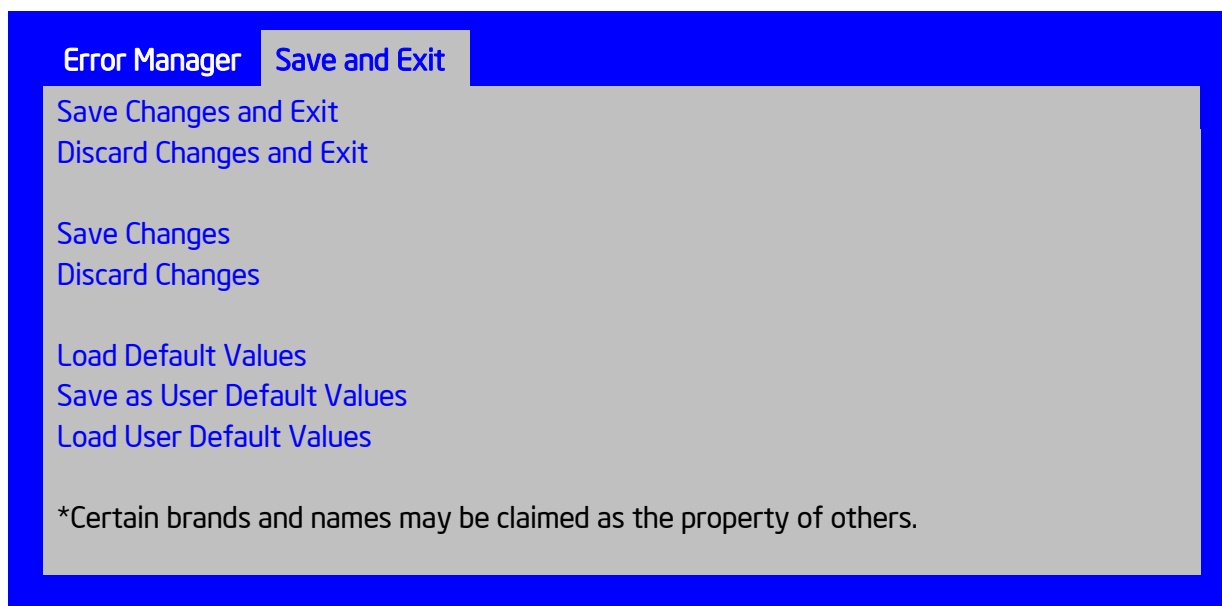 Error Manager Save and Exit
Save Changes and Exit
Discard Changes and Exit
Save Changes
Discard Changes
Load Default Values
Save as User Default Values
Load User Default Values
*Certain brands and names may be claimed as the property of others.